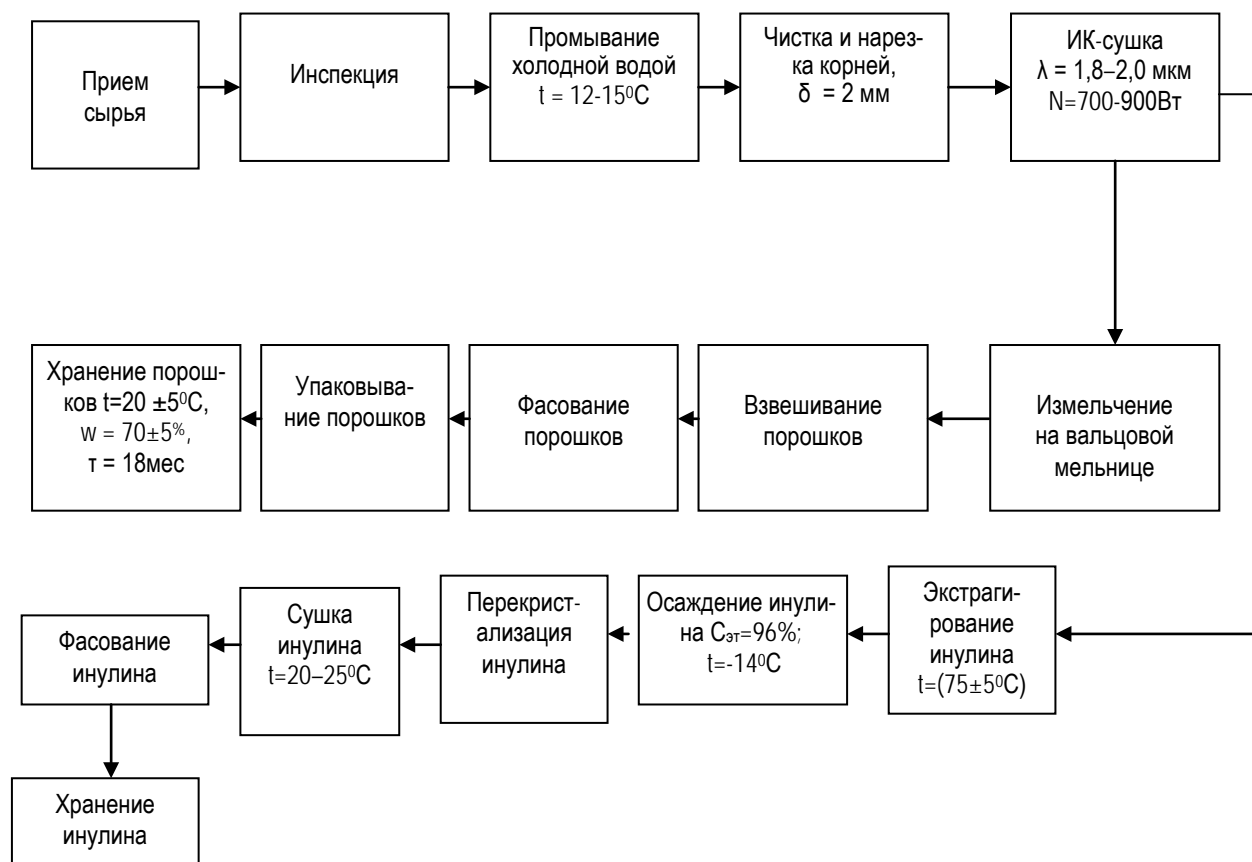 Прием
сырья
Инспекция
Промывание
холодной водой
t = 12-15⁰С
Чистка и нарез-
ка корней,
δ = 2 мм
ИК-сушка
λ = 1,8–2,0 мкм
N=700-900Вт
Хранение порош-
ков t=20 ±5⁰С,
w = 70±5%,
τ = 18мес
Упаковыва-
ние порошков
Фасование
порошков
Взвешивание
порошков
Измельчение
на вальцовой
мельнице
Фасование
инулина
Сушка
инулина
t=20–25⁰С
Перекрист-
ализация
инулина
Осаждение инули-
на Сэт=96%;
t=-14⁰С
Экстраги-
рование
инулина
t=(75±5⁰С)
Хранение
инулина